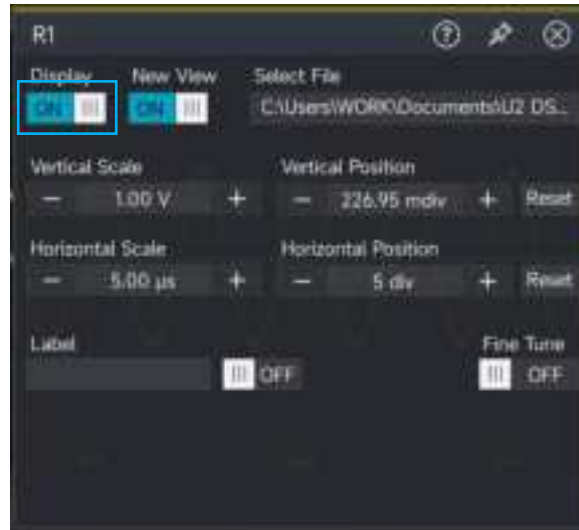 R1
Display New View Select File
ON ON C:\Users\WORK\Documents\U2 DS...
Vertical Scale Vertical Position
− 1.00 V + − 226.95 mdiv + Reset
Horizontal Scale Horizontal Position
− 5.00 µs + − 5 div + Reset
Label Fine Tune
OFF OFF